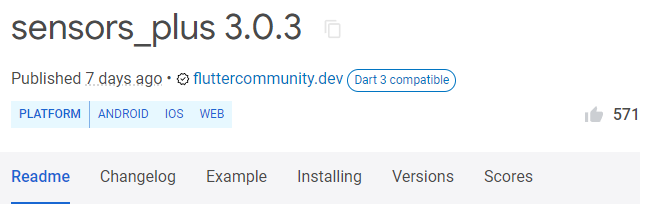 sensors_plus 3.0.3
Published 7 days ago • fluttercommunity.dev Dart 3 compatible
PLATFORM ANDROID IOS WEB 571
Readme Changelog Example Installing Versions Scores